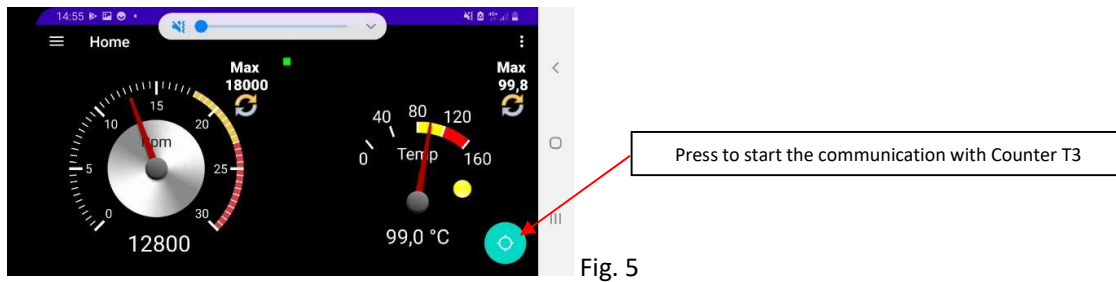 14:55
Home
Max
18000
0
5
10
15
20
25
30
Rpm
12800
Max
99,8
0
40
80
120
160
Temp
99,0 °C
Press to start the communication with Counter T3
Fig. 5